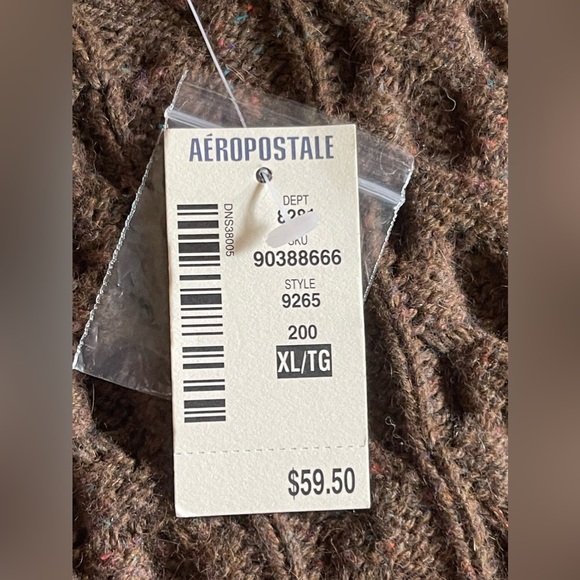 AÉROPOSTALE
DNS38005
DEPT
90388666
STYLE
9265
200
XL/TG
$59.50